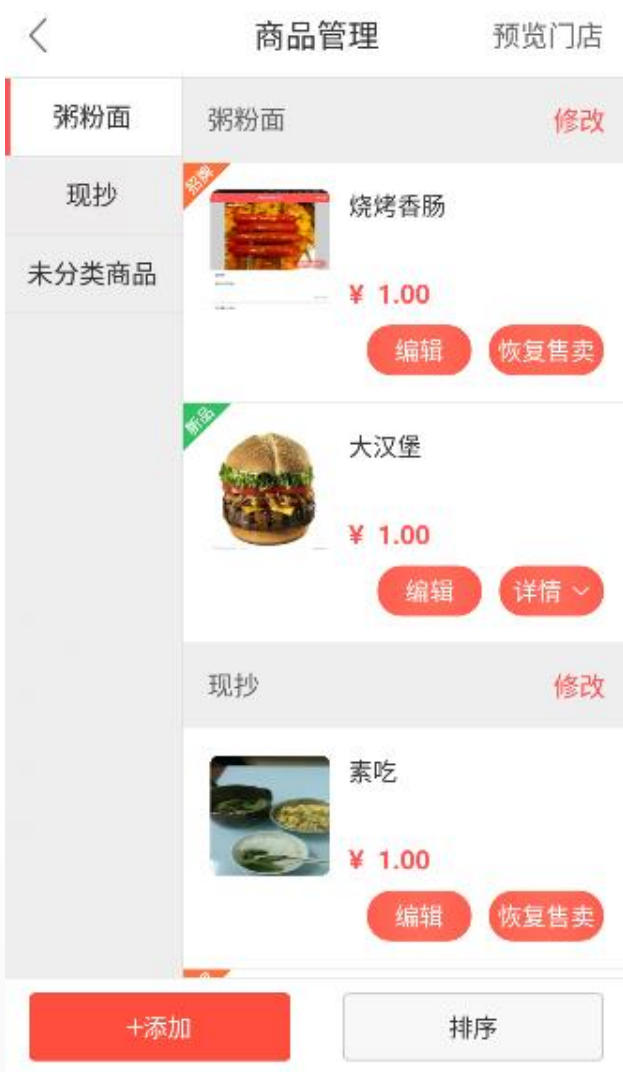 商品管理
预览门店
粥粉面
现抄
未分类商品
粥粉面
修改
招牌
烧烤香肠
¥ 1.00
编辑
恢复售卖
新品
大汉堡
¥ 1.00
编辑
详情
现抄
修改
素吃
¥ 1.00
编辑
恢复售卖
+添加
排序